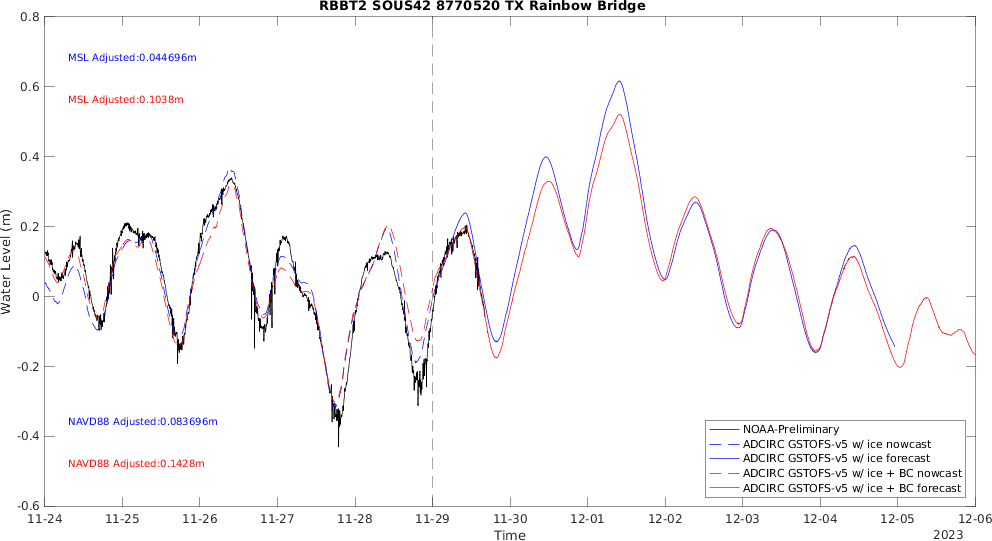 RBBT2 SOUS42 8770520 TX Rainbow Bridge
0.8
MSL Adjusted:0.044696m
0.6
MSL Adjusted:0.1038m
0.4
0.2
Water Level (m)
0
-0.2
NAVD88 Adjusted:0.083696m
-0.4
NAVD88 Adjusted:0.1428m
-0.6
NOAA-Preliminary
ADCIRC GSTOFS-v5 w/ ice nowcast
ADCIRC GSTOFS-v5 w/ ice forecast
ADCIRC GSTOFS-v5 w/ ice + BC nowcast
ADCIRC GSTOFS-v5 w/ ice + BC forecast
11-24 11-25 11-26 11-27 11-28 11-29 11-30 12-01 12-02 12-03 12-04 12-05 12-06
Time
2023